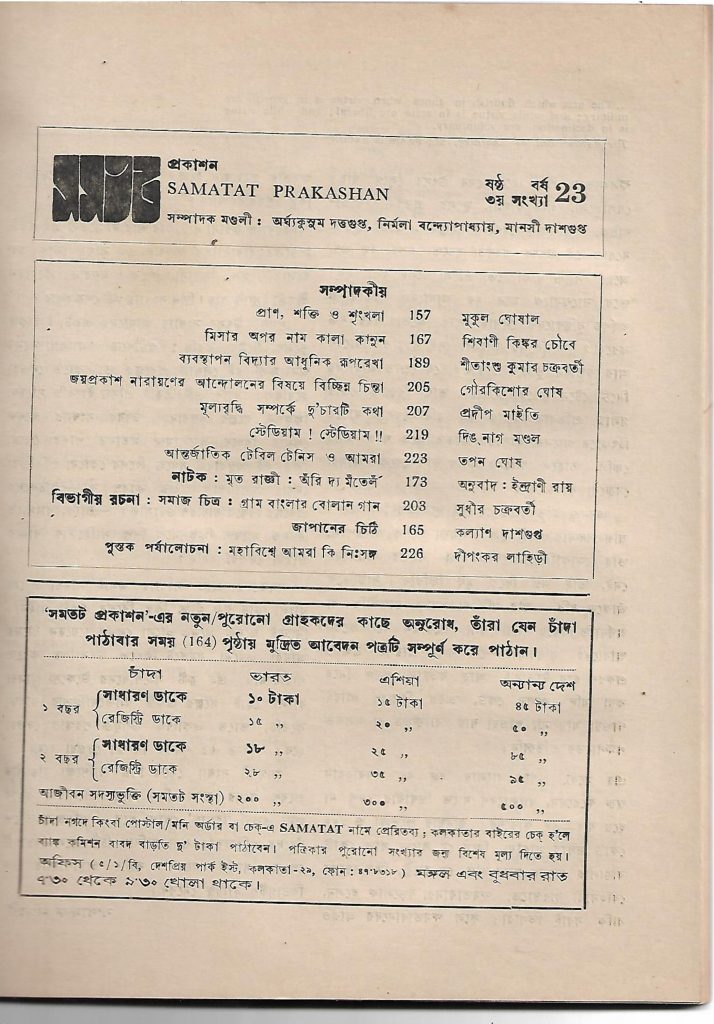 সমতট প্রকাশন
SAMATAT PRAKASHAN
ষষ্ঠ বর্ষ
৩য় সংখ্যা 23
সম্পাদক মণ্ডলী : অর্ঘ্যকুসুম দত্তগুপ্ত, নির্মলা বন্দ্যোপাধ্যায়, মানসী দাশগুপ্ত
সম্পাদকীয়
প্রাণ, শক্তি ও শৃংখলা 157 মুকুল ঘোষাল
মিসার অপর নাম কালা কানুন 167 শিবাণী কিঙ্কর চৌবে
ব্যবস্থাপন বিদ্যার আধুনিক রূপরেখা 189 শীতাংশু কুমার চক্রবর্তী
জয়প্রকাশ নারায়ণের আন্দোলনের বিষয়ে বিচ্ছিন্ন চিন্তা 205 গৌরকিশোর ঘোষ
মূল্যবৃদ্ধি সম্পর্কে দু'চারটি কথা 207 প্রদীপ মাইতি
স্টেডিয়াম ! স্টেডিয়াম !! 219 দিঙ্‌নাগ মণ্ডল
আন্তর্জাতিক টেবিল টেনিস ও আমরা 223 তপন ঘোষ
নাটক : মৃত রাজ্ঞী : অঁরি দ্য মঁতেলঁ 173 অনুবাদ : ইন্দ্রাণী রায়
বিভাগীয় রচনা : সমাজ চিত্র : গ্রাম বাংলার বোলান গান 203 সুধীর চক্রবর্তী
জাপানের চিঠি 165 কল্যাণ দাশগুপ্ত
পুস্তক পর্যালোচনা : মহাবিশ্বে আমরা কি নিঃসঙ্গ 226 দীপংকর লাহিড়ী
'সমতট প্রকাশন'-এর নতুন/পুরোনো গ্রাহকদের কাছে অনুরোধ, তাঁরা যেন চাঁদা
পাঠাবার সময় (164) পৃষ্ঠায় মুদ্রিত আবেদন পত্রটি সম্পূর্ণ করে পাঠান।
চাঁদা ভারত এশিয়া অন্যান্য দেশ
১ বছর { সাধারণ ডাকে ১০ টাকা ১৫ টাকা ৪৫ টাকা
রেজিস্ট্রি ডাকে ১৫ ,, ২০ ,, ৫০ ,,
২ বছর { সাধারণ ডাকে ১৮ ,, ২৫ ,, ৮৫ ,,
রেজিস্ট্রি ডাকে ২৮ ,, ৩৫ ,, ৯৫ ,,
আজীবন সদস্যভুক্তি (সমতট সংস্থা) ২০০ ,, ৩০০ ,, ৫০০ ,,
চাঁদা নগদে কিংবা পোস্টাল/মনি অর্ডার বা চেক্-এ SAMATAT নামে প্রেরিতব্য ; কলকাতার বাইরের চেক্ হ'লে
ব্যাঙ্ক কমিশন বাবদ বাড়তি দু' টাকা পাঠাবেন। পত্রিকার পুরোনো সংখ্যার জন্য বিশেষ মূল্য দিতে হয়।
অফিস ( ৫/১/বি, দেশপ্রিয় পার্ক ইস্ট, কলকাতা-২৯, ফোন : ৪৭-৮৩১৮ ) মঙ্গল এবং বুধবার রাত
৭'৩০ থেকে ৯'৩০ খোলা থাকে।